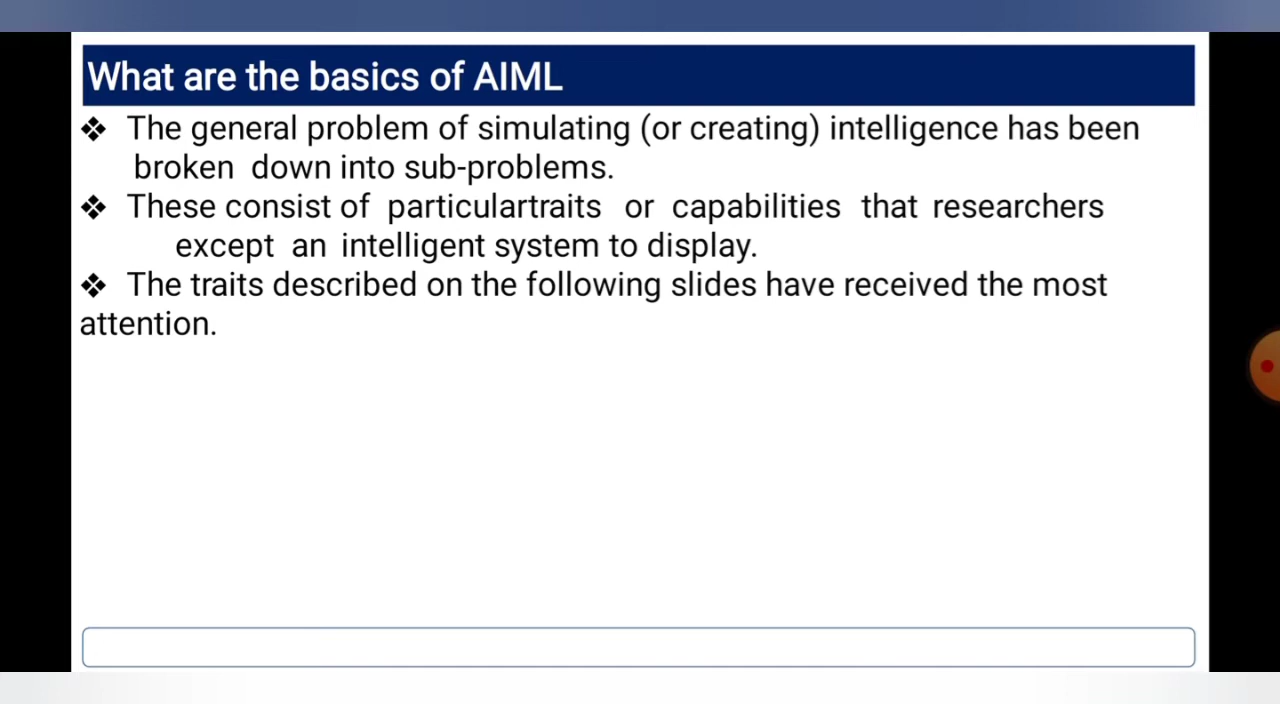 What are the basics of AIML
❖ The general problem of simulating (or creating) intelligence has been
broken down into sub-problems.
❖ These consist of particulartraits or capabilities that researchers
except an intelligent system to display.
❖ The traits described on the following slides have received the most
attention.